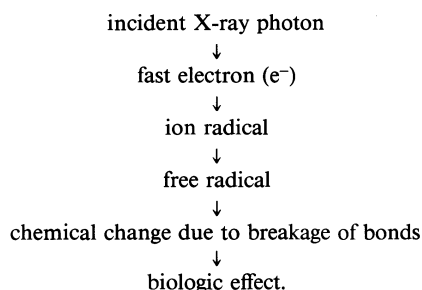 incident X-ray photon
↓
fast electron (e⁻)
↓
ion radical
↓
free radical
↓
chemical change due to breakage of bonds
↓
biologic effect.